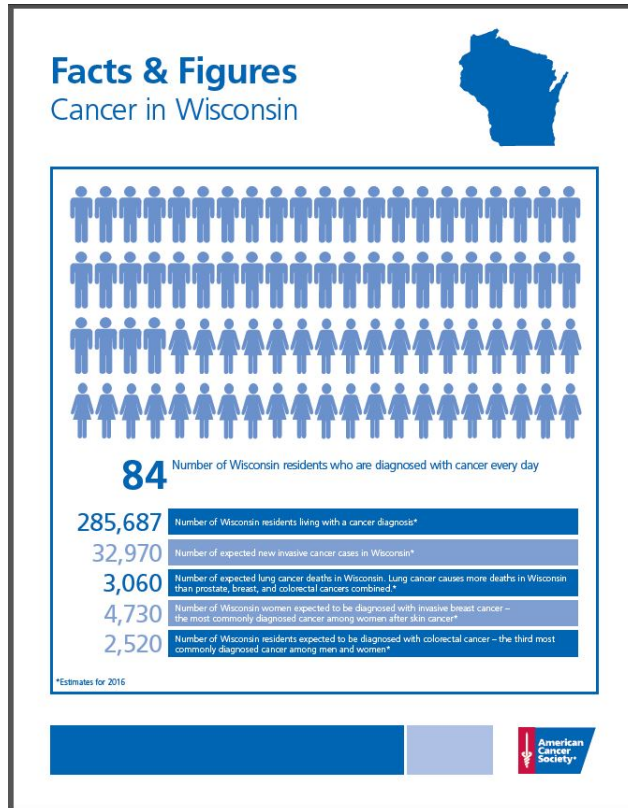 Facts & Figures
Cancer in Wisconsin
84 Number of Wisconsin residents who are diagnosed with cancer every day
285,687 Number of Wisconsin residents living with a cancer diagnosis*
32,970 Number of expected new invasive cancer cases in Wisconsin*
3,060 Number of expected lung cancer deaths in Wisconsin. Lung cancer causes more deaths in Wisconsin
than prostate, breast, and colorectal cancers combined.*
4,730 Number of Wisconsin women expected to be diagnosed with invasive breast cancer –
the most commonly diagnosed cancer among women after skin cancer*
2,520 Number of Wisconsin residents expected to be diagnosed with colorectal cancer – the third most
commonly diagnosed cancer among men and women*
*Estimates for 2016
American
Cancer
Society®